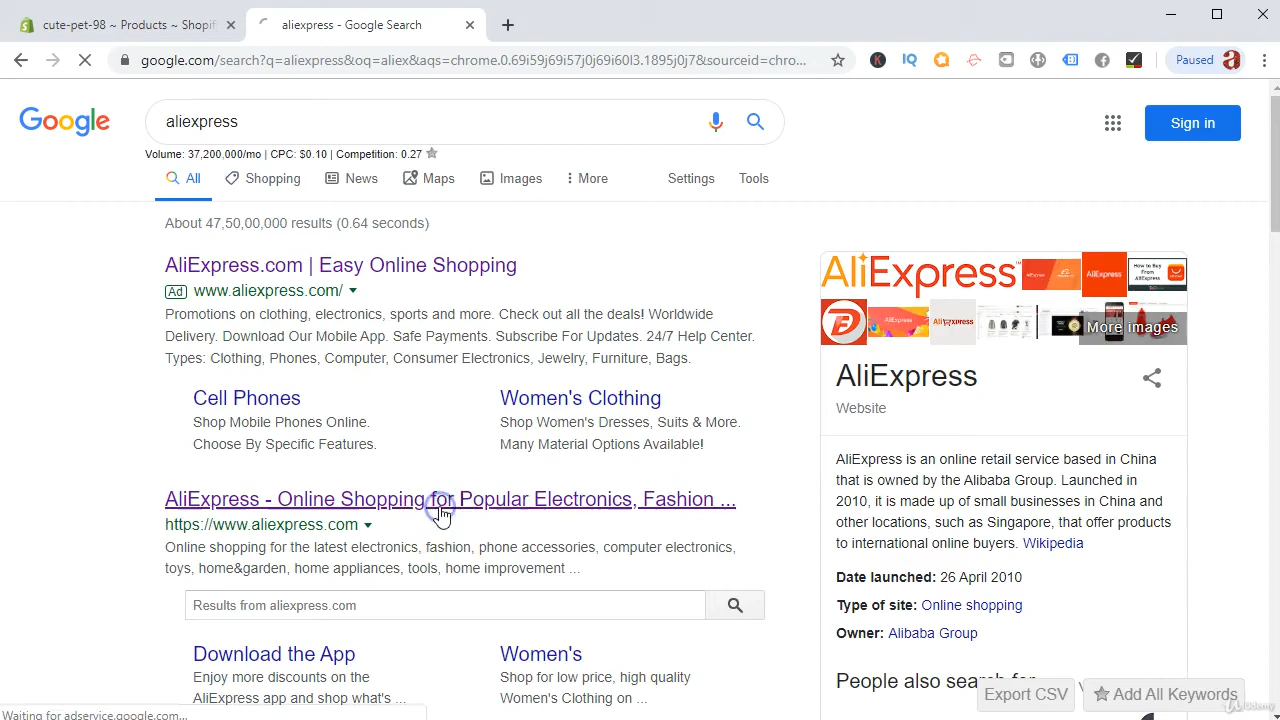 cute-pet-98 ~ Products ~ Shopif
aliexpress - Google Search
google.com/search?q=aliexpress&oq=aliex&aqs=chrome.0.69i59j69i57j0j69i60l3.1895j0j7&sourceid=chro...
Paused
Google
aliexpress
Sign in
Volume: 37,200,000/mo | CPC: $0.10 | Competition: 0.27
All
Shopping
News
Maps
Images
More
Settings
Tools
About 47,50,00,000 results (0.64 seconds)
AliExpress.com | Easy Online Shopping
Ad www.aliexpress.com/
Promotions on clothing, electronics, sports and more. Check out all the deals! Worldwide
Delivery. Download Our Mobile App. Safe Payments. Subscribe For Updates. 24/7 Help Center.
Types: Clothing, Phones, Computer, Consumer Electronics, Jewelry, Furniture, Bags.
Cell Phones
Shop Mobile Phones Online.
Choose By Specific Features.
Women's Clothing
Shop Women's Dresses, Suits & More.
Many Material Options Available!
AliExpress - Online Shopping for Popular Electronics, Fashion ...
https://www.aliexpress.com
Online shopping for the latest electronics, fashion, phone accessories, computer electronics,
toys, home&garden, home appliances, tools, home improvement ...
Results from aliexpress.com
Download the App
Enjoy more discounts on the
AliExpress app and shop what's ...
Women's
Shop for low price, high quality
Women's Clothing on ...
AliExpress
AliExpress
How to Buy
From
AliExpress
AliExpress
More images
AliExpress
Website
AliExpress is an online retail service based in China
that is owned by the Alibaba Group. Launched in
2010, it is made up of small businesses in China and
other locations, such as Singapore, that offer products
to international online buyers. Wikipedia
Date launched: 26 April 2010
Type of site: Online shopping
Owner: Alibaba Group
People also search for
Export CSV
Add All Keywords
Waiting for adservice.google.com...
Udemy